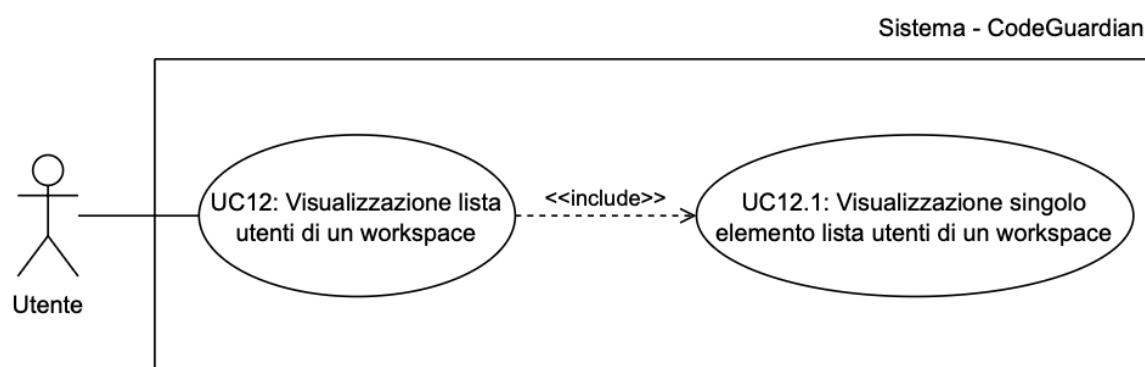 Sistema - CodeGuardian
UC12: Visualizzazione lista
utenti di un workspace
<<include>>
UC12.1: Visualizzazione singolo
elemento lista utenti di un workspace
Utente